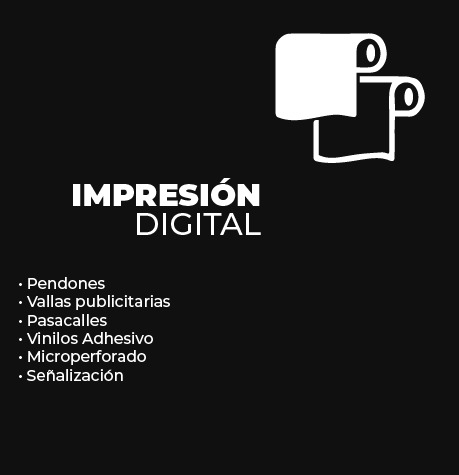 IMPRESIÓN
DIGITAL
• Pendones
• Vallas publicitarias
• Pasacalles
• Vinilos Adhesivo
• Microperforado
• Señalización